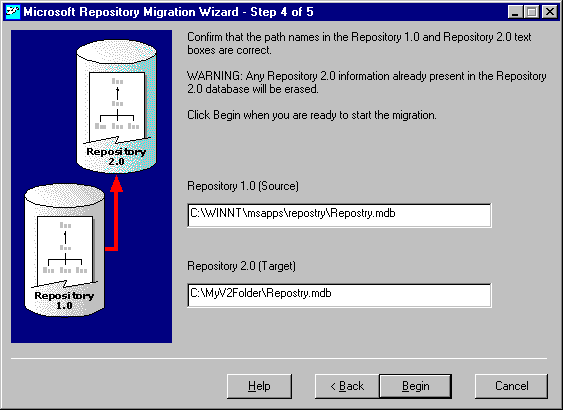 Microsoft Repository Migration Wizard - Step 4 of 5
Confirm that the path names in the Repository 1.0 and Repository 2.0 text
boxes are correct.
WARNING: Any Repository 2.0 information already present in the Repository
2.0 database will be erased.
Click Begin when you are ready to start the migration.
Repository
2.0
Repository
1.0
Repository 1.0 (Source)
C:\WINNT\msapps\repostry\Repostry.mdb
Repository 2.0 (Target)
C:\MyV2Folder\Repostry.mdb
Help
< Back
Begin
Cancel